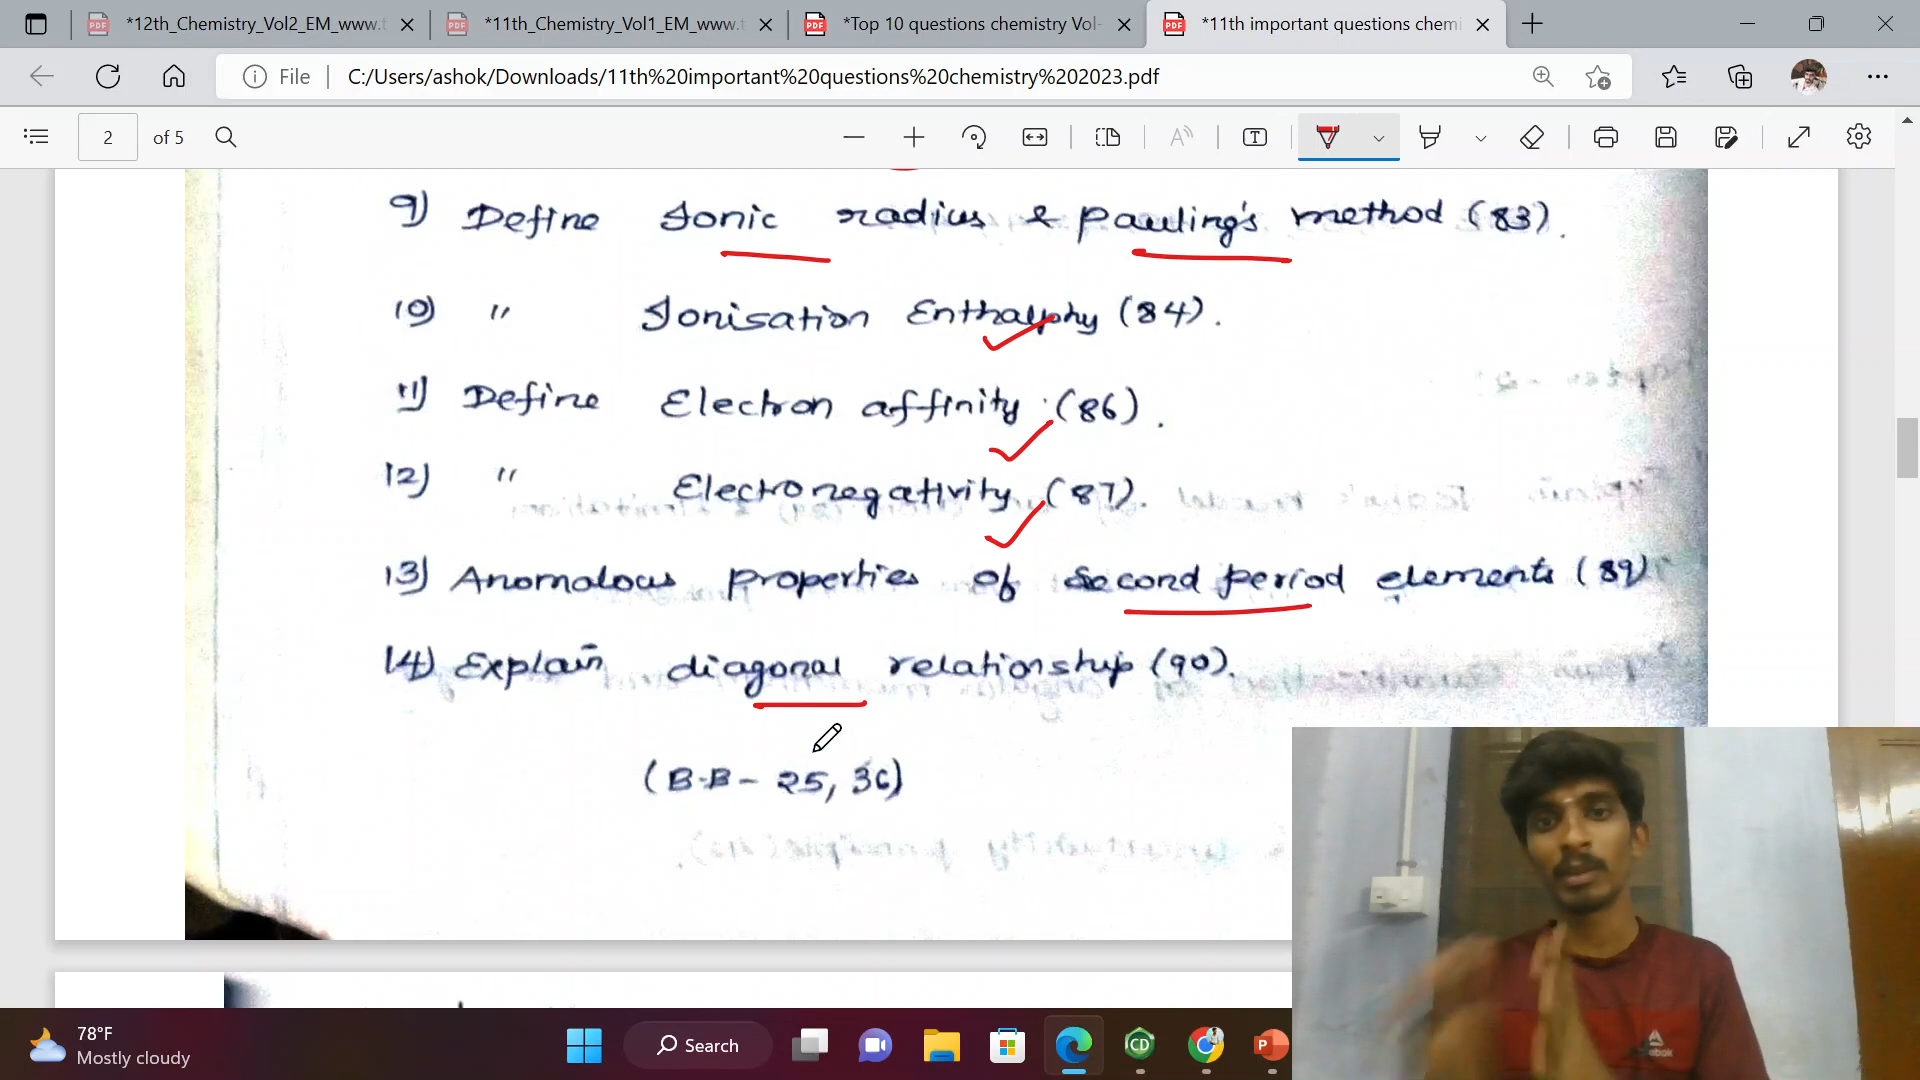 *12th_Chemistry_Vol2_EM_www.t
*11th_Chemistry_Vol1_EM_www.t
*Top 10 questions chemistry Vol-
*11th important questions chemi
File
C:/Users/ashok/Downloads/11th%20important%20questions%20chemistry%202023.pdf
2 of 5
9) Define Ionic radius & Pauling's method (83).
10) " Ionisation Enthalphy (84).
11) Define Electron affinity (86).
12) " Electronegativity (87).
13) Anomalous properties of second period elements (89)
14) Explain diagonal relationship (90).
(B.B- 25, 36)
78°F
Mostly cloudy
Search